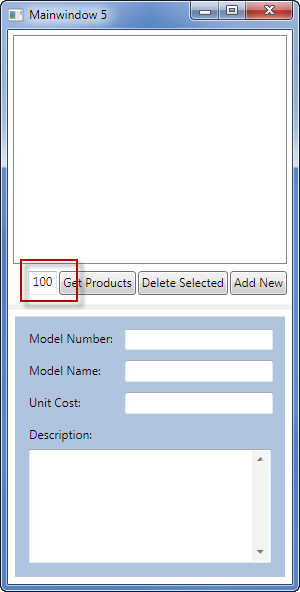 Mainwindow 5
100 Get Products Delete Selected Add New
Model Number:
Model Name:
Unit Cost:
Description: